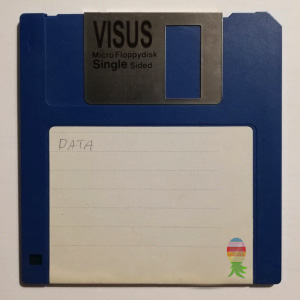 VISUS
Micro Floppydisk
Single Sided
DATA